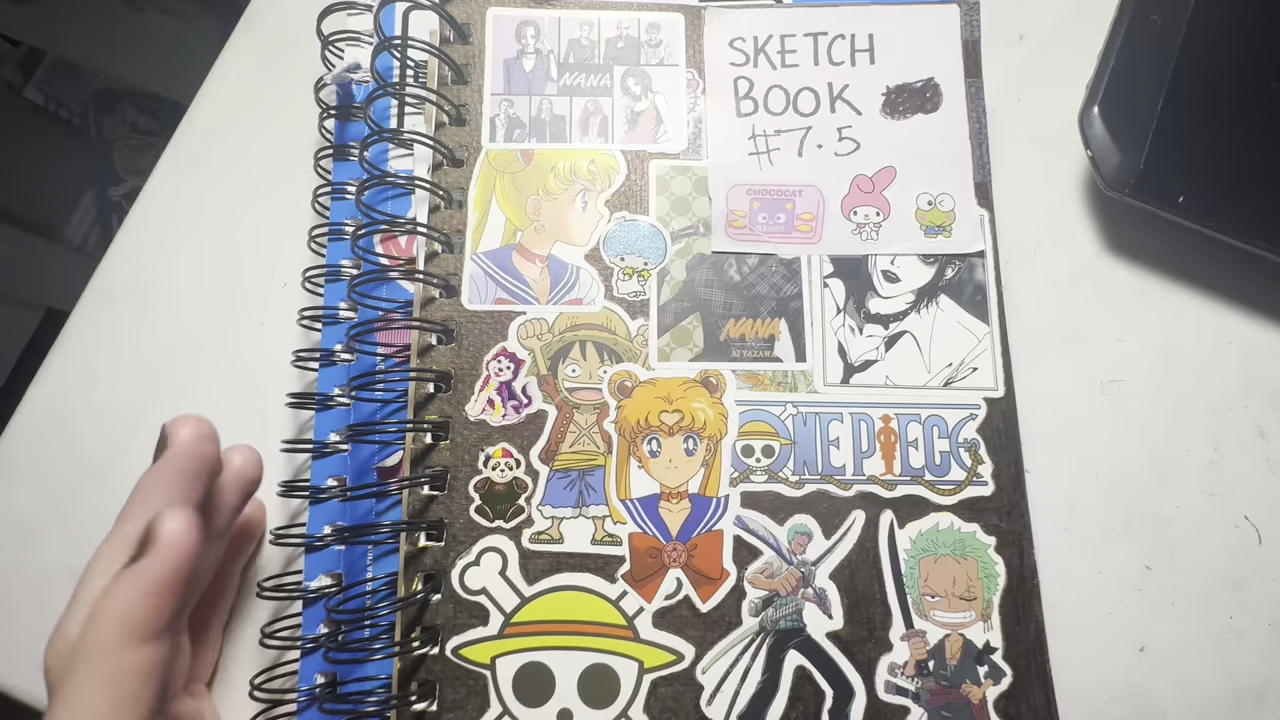 NANA
SKETCH
BOOK
#7.5
CHOCOCAT
NANA
AI YAZAWA
ONE PIECE